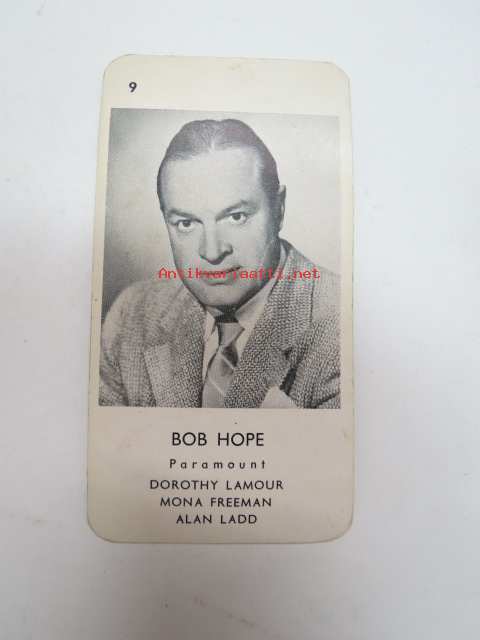 9
Antikvariaatti.net
BOB HOPE
Paramount
DOROTHY LAMOUR
MONA FREEMAN
ALAN LADD